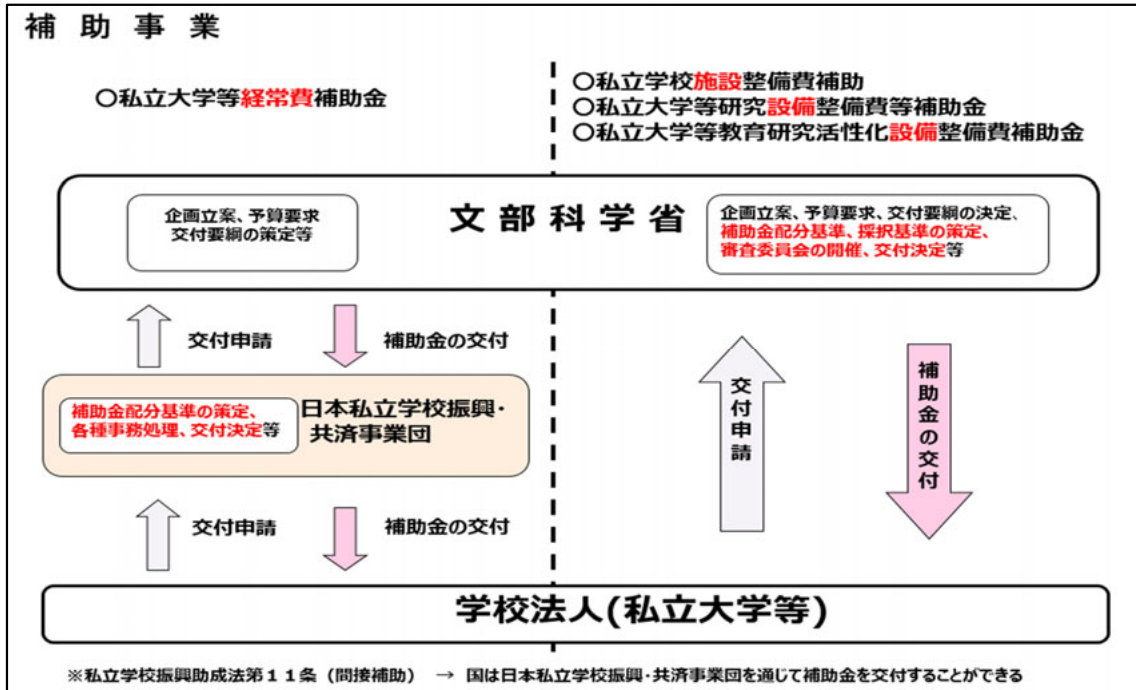 補助事業
○私立大学等経常費補助金
○私立学校施設整備費補助
○私立大学等研究設備整備費等補助金
○私立大学等教育研究活性化設備整備費補助金
企画立案、予算要求
交付要綱の策定等
文部科学省
企画立案、予算要求、交付要綱の決定、
補助金配分基準、採択基準の策定、
審査委員会の開催、交付決定等
交付申請
補助金の交付
補助金配分基準の策定、
各種事務処理、交付決定等
日本私立学校振興・
共済事業団
交付申請
補助金の交付
交付申請
補助金の交付
学校法人(私立大学等)
※私立学校振興助成法第11条（間接補助） → 国は日本私立学校振興・共済事業団を通じて補助金を交付することができる